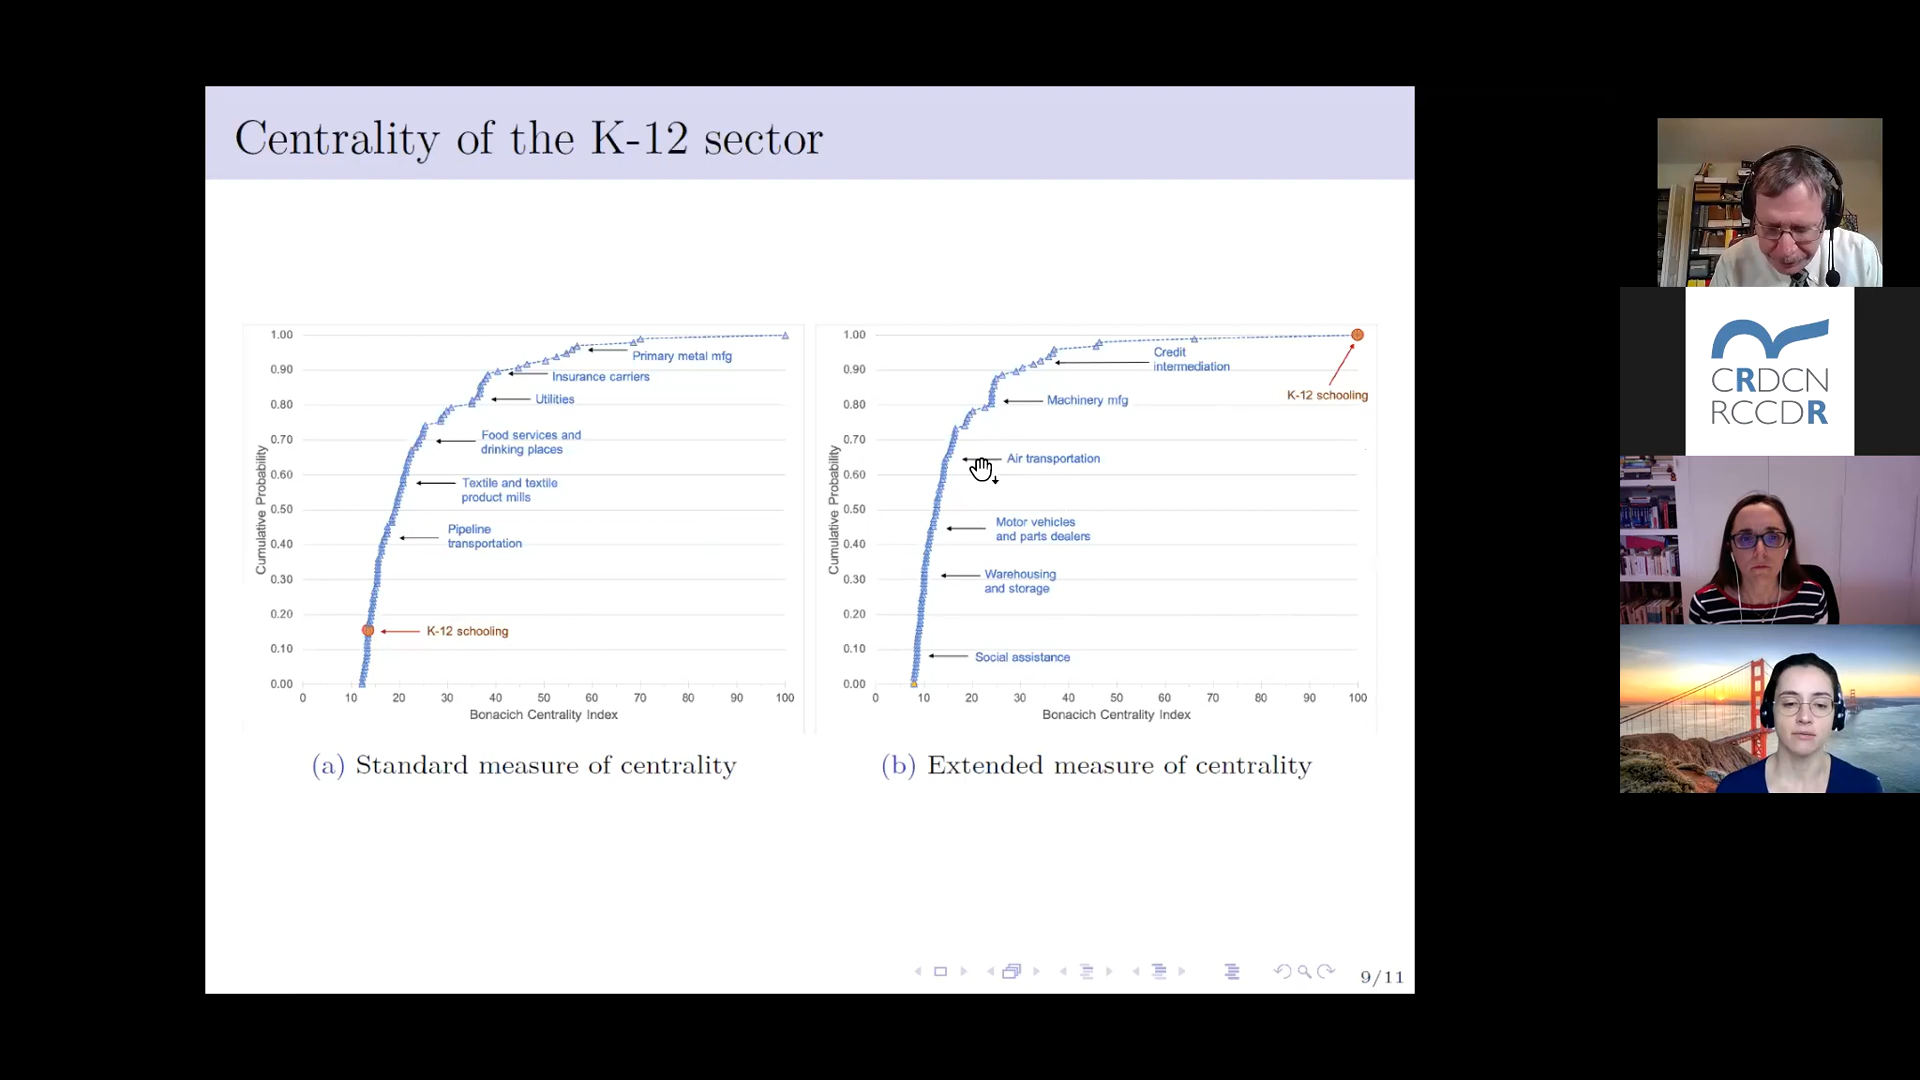 Centrality of the K-12 sector
1.00
0.90
0.80
0.70
0.60
0.50
0.40
0.30
0.20
0.10
0.00
Cumulative Probability
Primary metal mfg
Insurance carriers
Utilities
Food services and
drinking places
Textile and textile
product mills
Pipeline
transportation
K-12 schooling
0 10 20 30 40 50 60 70 80 90 100
Bonacich Centrality Index
(a) Standard measure of centrality
1.00
0.90
0.80
0.70
0.60
0.50
0.40
0.30
0.20
0.10
0.00
Cumulative Probability
Credit
intermediation
K-12 schooling
Machinery mfg
Air transportation
Motor vehicles
and parts dealers
Warehousing
and storage
Social assistance
0 10 20 30 40 50 60 70 80 90 100
Bonacich Centrality Index
(b) Extended measure of centrality
9/11
CRDCN
RCCDR